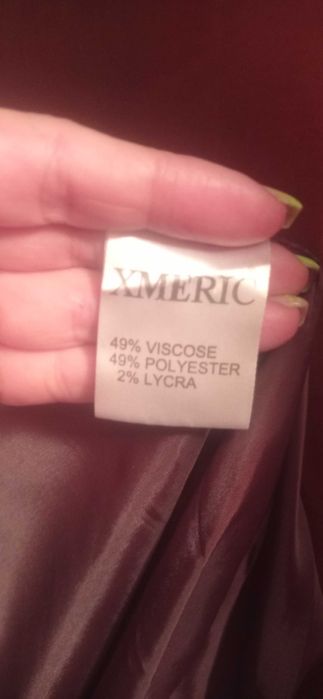 XMERIC
49% VISCOSE
49% POLYESTER
2% LYCRA